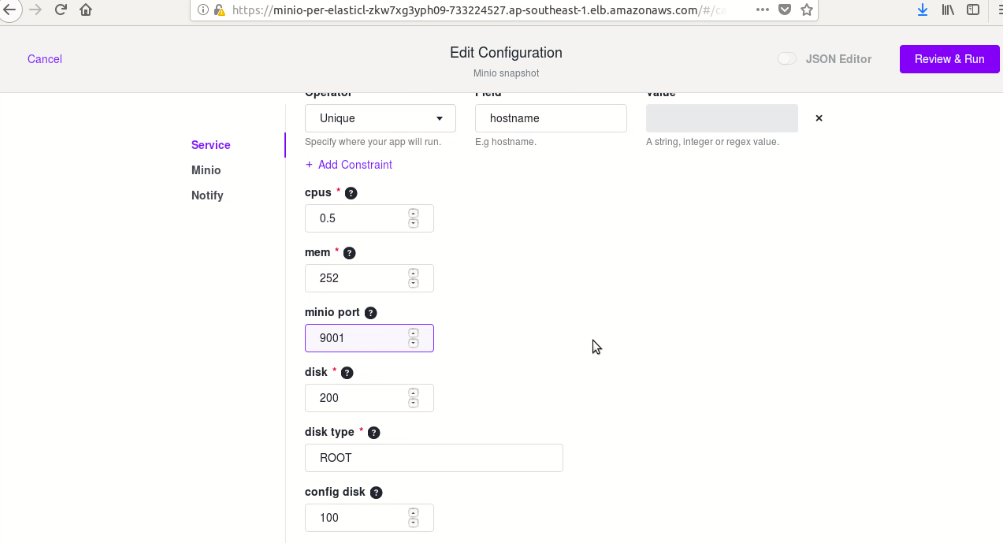 https://minio-per-elasticl-zkw7xg3yph09-733224527.ap-southeast-1.elb.amazonaws.com/#/ca
Cancel
Edit Configuration
Minio snapshot
JSON Editor
Review & Run
Operator Field Value
Unique hostname
Specify where your app will run. E.g hostname. A string, integer or regex value.
+ Add Constraint
Service
Minio
Notify
cpus * ?
0.5
mem * ?
252
minio port ?
9001
disk * ?
200
disk type * ?
ROOT
config disk ?
100